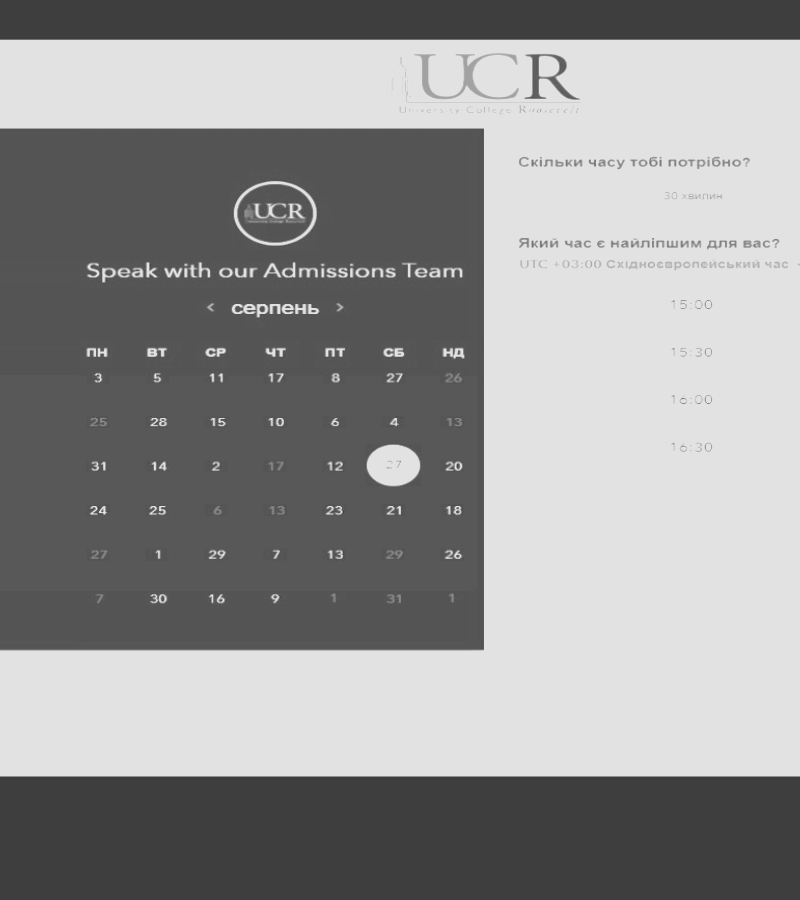 UCR
University College Roosevelt
UCR
Speak with our Admissions Team
< серпень >
ПН ВТ СР ЧТ ПТ СБ НД
3 5 11 17 8 27 26
25 28 15 10 6 4 13
31 14 2 17 12 27 20
24 25 6 13 23 21 18
27 1 29 7 13 29 26
7 30 16 9 1 31 1
Скільки часу тобі потрібно?
30 хвилин
Який час є найліпшим для вас?
UTC +03:00 Східноєвропейський час
15:00
15:30
16:00
16:30